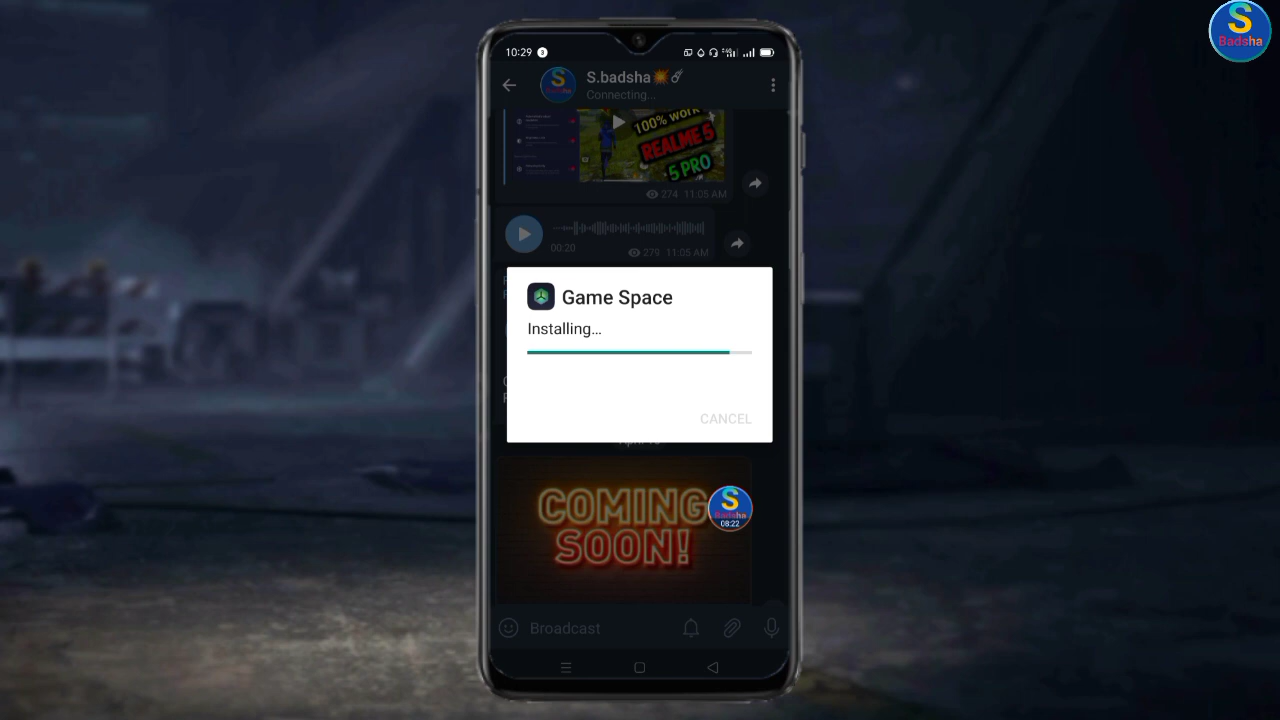 S
Badsha
10:29
S.badsha
Connecting...
100% WORK
REALME 5
5 PRO
274 11:05 AM
00:20
279 11:05 AM
Game Space
Installing...
CANCEL
COMING
SOON!
S
Badsha
08:22
Broadcast